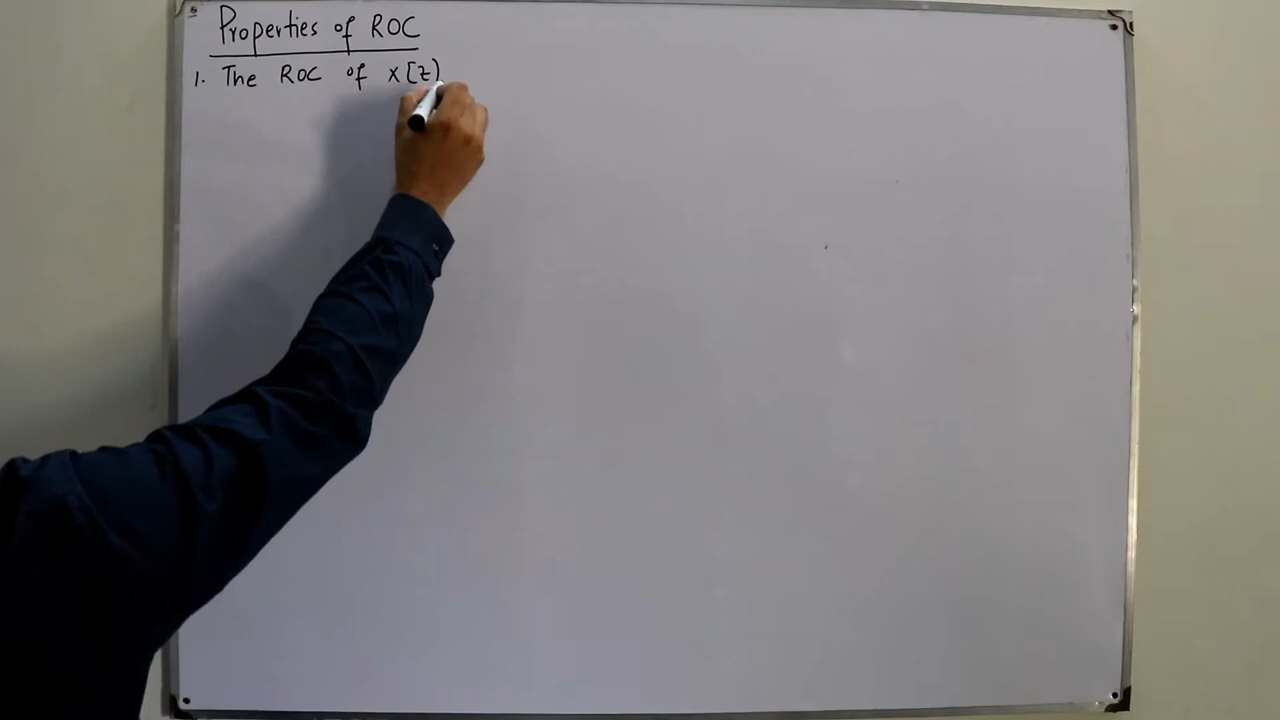 Properties of ROC
1. The ROC of x[z)